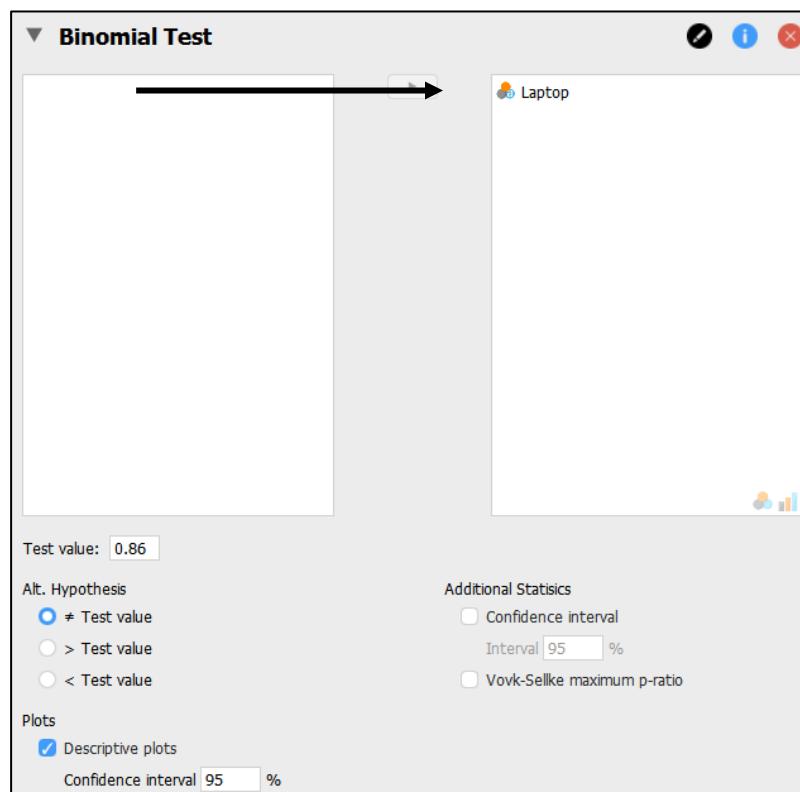 Binomial Test
Laptop
Test value: 0.86
Alt. Hypothesis
≠ Test value
> Test value
< Test value
Additional Statisics
Confidence interval
Interval 95 %
Vovk-Sellke maximum p-ratio
Plots
Descriptive plots
Confidence interval 95 %